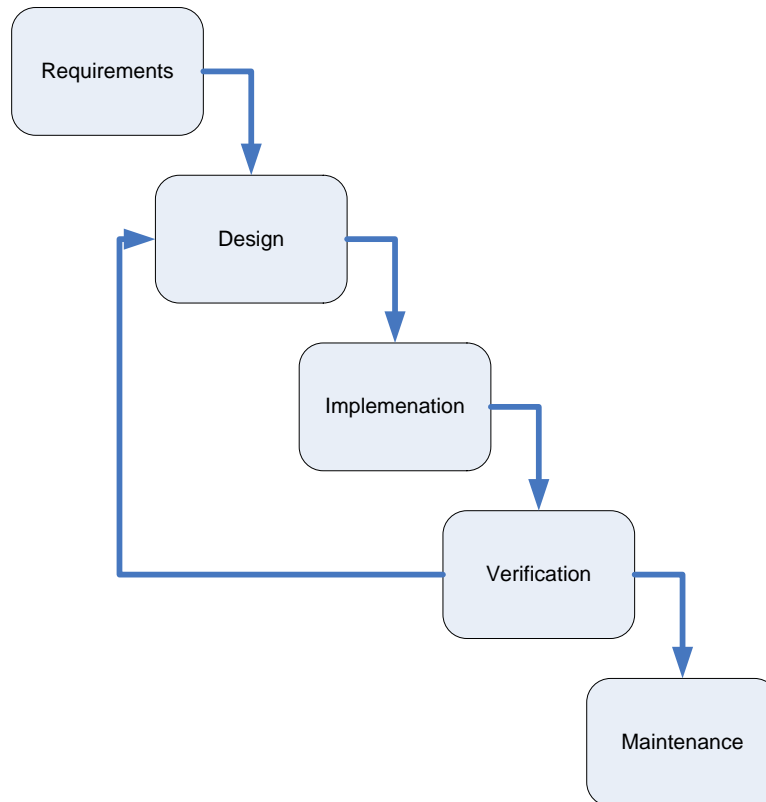 Requirements
Design
Implemenation
Verification
Maintenance